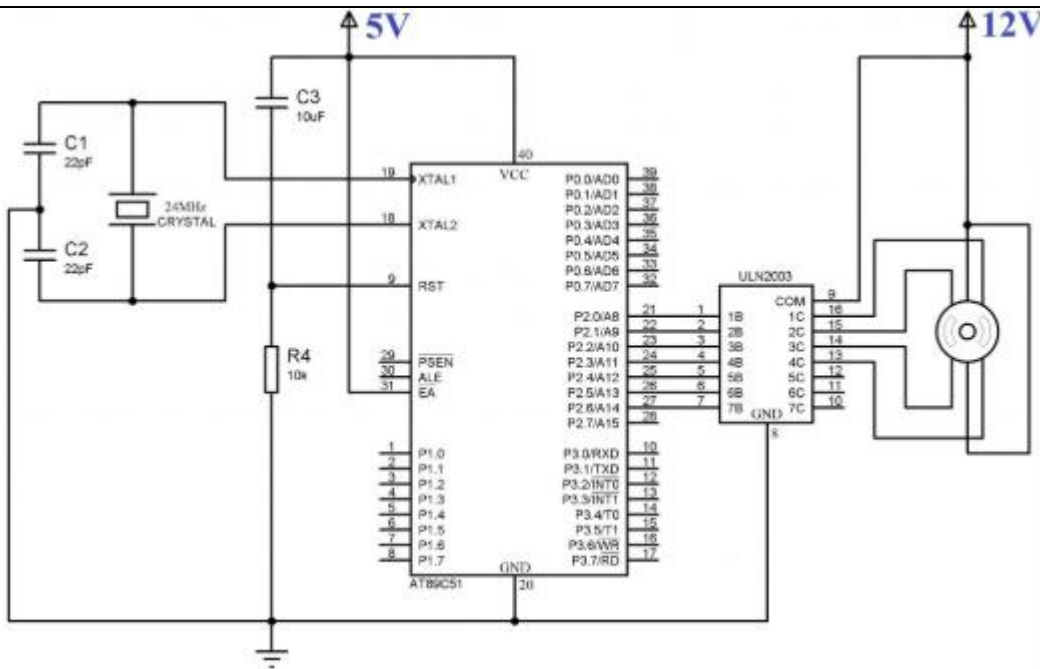 5V
12V
C3
10uF
C1
22pF
24MHz
CRYSTAL
C2
22pF
R4
10k
40
VCC
19 XTAL1
18 XTAL2
9 RST
29 PSEN
30 ALE
31 EA
1 P1.0
2 P1.1
3 P1.2
4 P1.3
5 P1.4
6 P1.5
7 P1.6
8 P1.7
P0.0/AD0 39
P0.1/AD1 38
P0.2/AD2 37
P0.3/AD3 36
P0.4/AD4 35
P0.5/AD5 34
P0.6/AD6 33
P0.7/AD7 32
P2.0/A8 21
P2.1/A9 22
P2.2/A10 23
P2.3/A11 24
P2.4/A12 25
P2.5/A13 26
P2.6/A14 27
P2.7/A15 28
P3.0/RXD 10
P3.1/TXD 11
P3.2/INT0 12
P3.3/INT1 13
P3.4/T0 14
P3.5/T1 15
P3.6/WR 16
P3.7/RD 17
GND
20
AT89C51
ULN2003
COM 9
1 1B 1C 16
2 2B 2C 15
3 3B 3C 14
4 4B 4C 13
5 5B 5C 12
6 6B 6C 11
7 7B 7C 10
GND
8